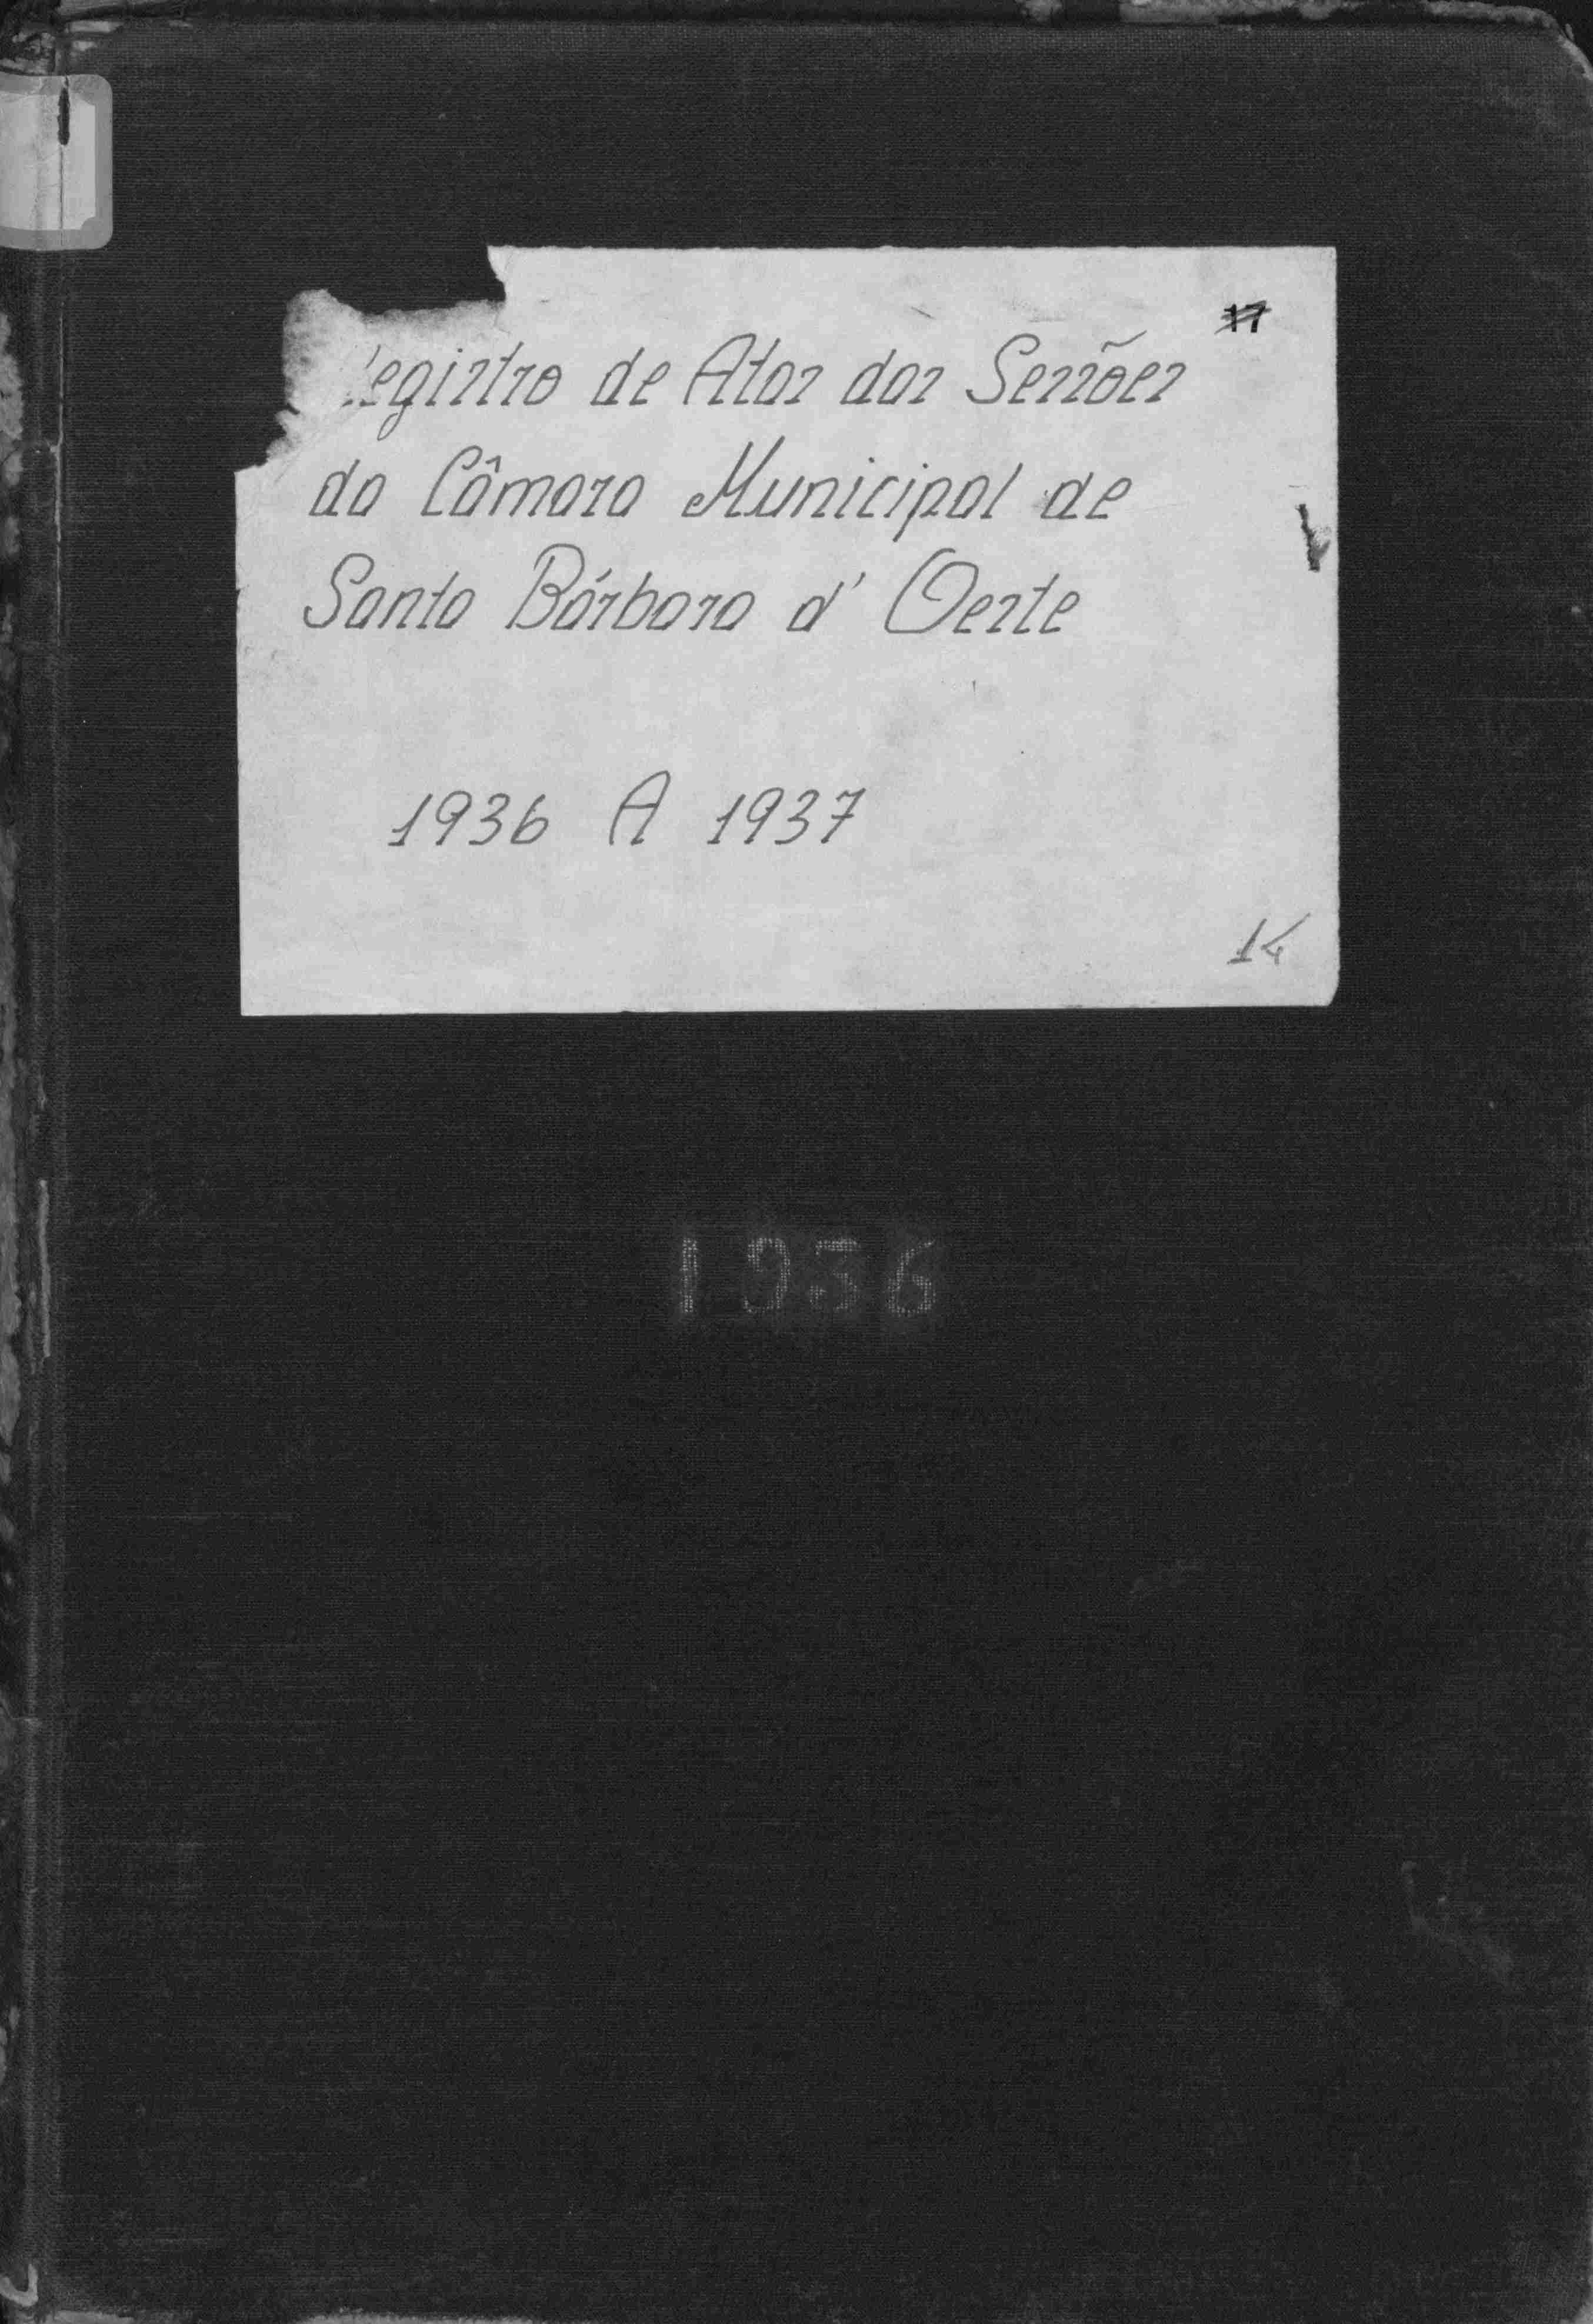 17
Registro de Atas das Sessões
da Câmara Municipal de
Santa Bárbara d' Oeste
1936 A 1937
14
1936